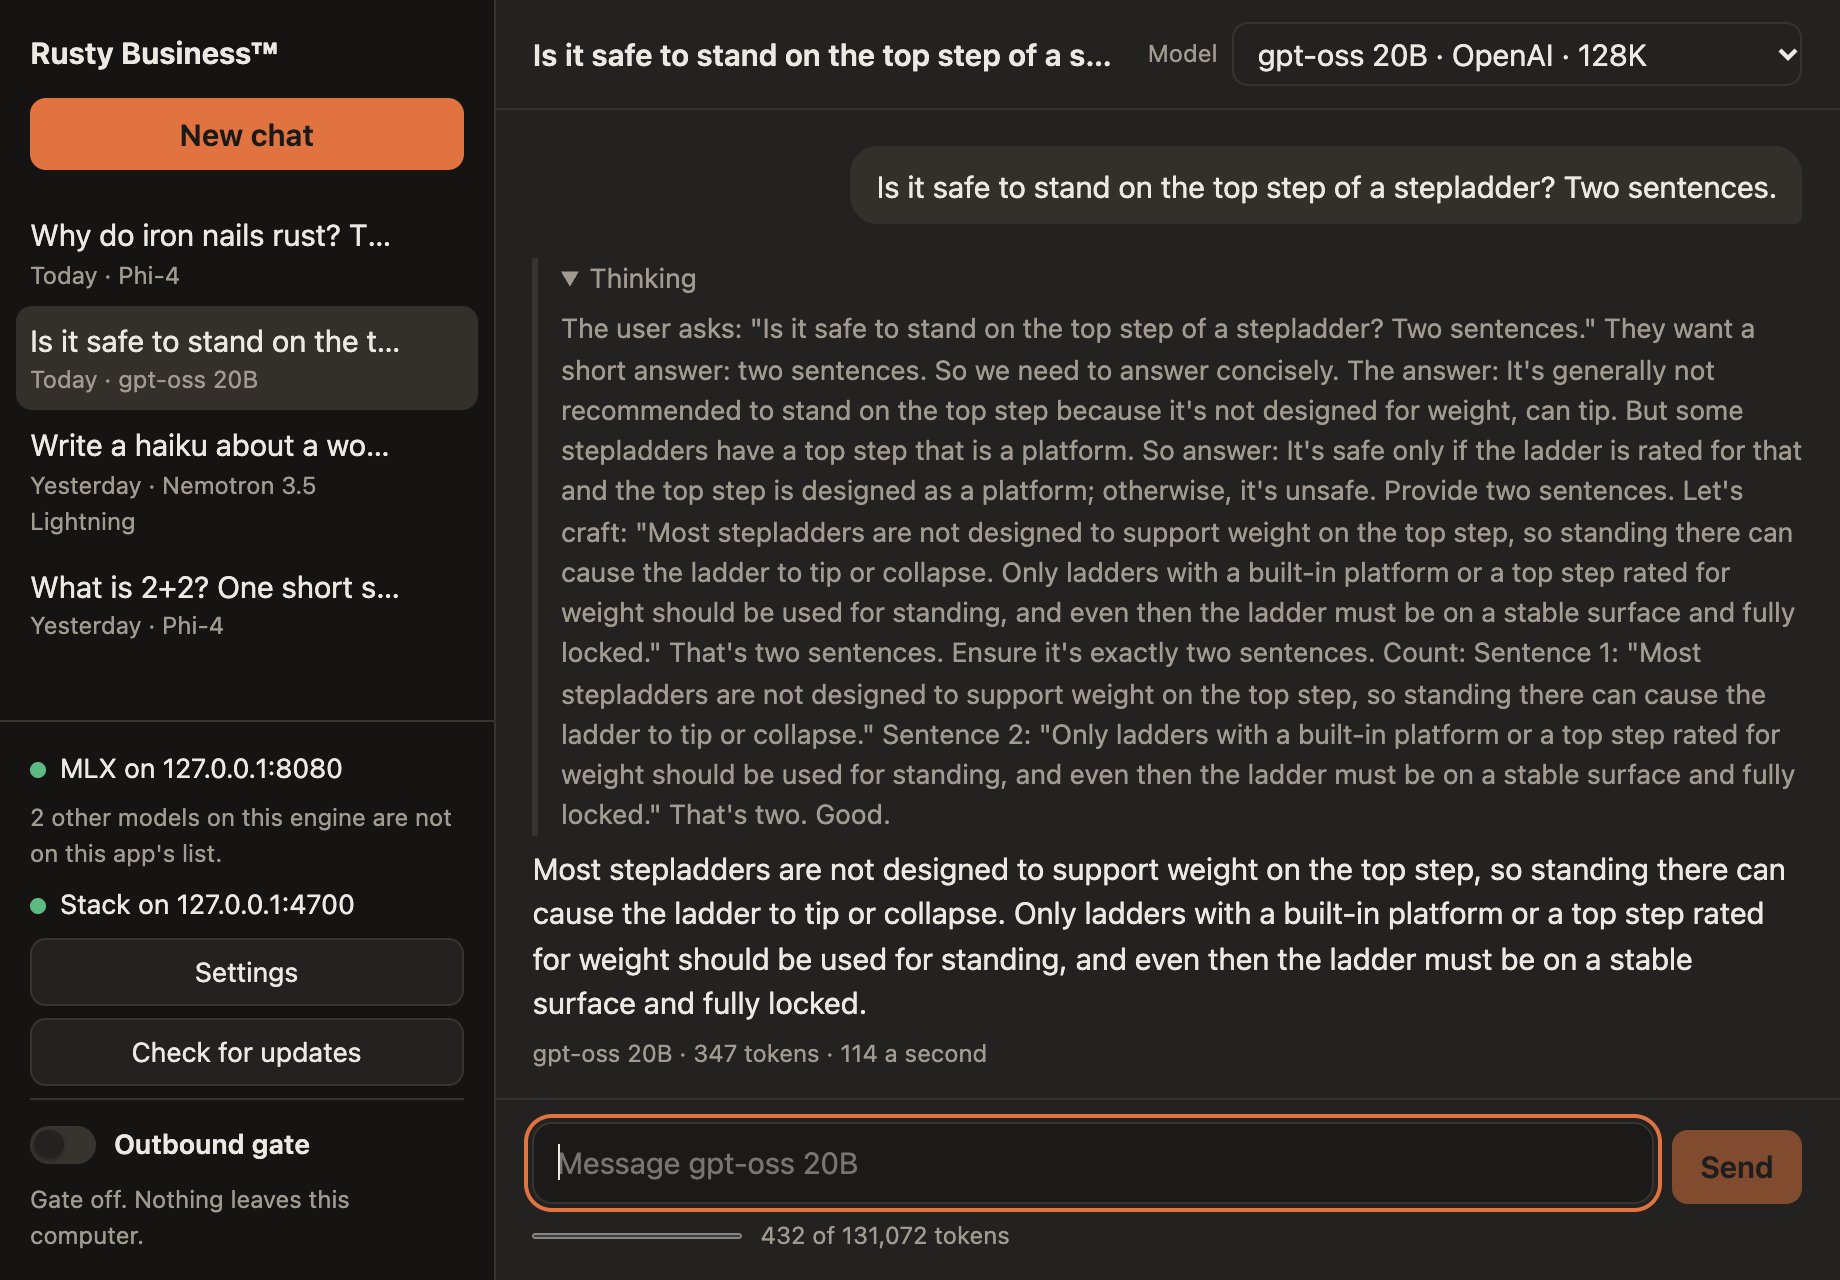 Rusty Business™
New chat
Why do iron nails rust? T...
Today · Phi-4
Is it safe to stand on the t...
Today · gpt-oss 20B
Write a haiku about a wo...
Yesterday · Nemotron 3.5
Lightning
What is 2+2? One short s...
Yesterday · Phi-4
MLX on 127.0.0.1:8080
2 other models on this engine are not
on this app's list.
Stack on 127.0.0.1:4700
Settings
Check for updates
Outbound gate
Gate off. Nothing leaves this
computer.
Is it safe to stand on the top step of a s...
Model
gpt-oss 20B · OpenAI · 128K
Is it safe to stand on the top step of a stepladder? Two sentences.
▼ Thinking
The user asks: "Is it safe to stand on the top step of a stepladder? Two sentences." They want a
short answer: two sentences. So we need to answer concisely. The answer: It's generally not
recommended to stand on the top step because it's not designed for weight, can tip. But some
stepladders have a top step that is a platform. So answer: It's safe only if the ladder is rated for that
and the top step is designed as a platform; otherwise, it's unsafe. Provide two sentences. Let's
craft: "Most stepladders are not designed to support weight on the top step, so standing there can
cause the ladder to tip or collapse. Only ladders with a built-in platform or a top step rated for
weight should be used for standing, and even then the ladder must be on a stable surface and fully
locked." That's two sentences. Ensure it's exactly two sentences. Count: Sentence 1: "Most
stepladders are not designed to support weight on the top step, so standing there can cause the
ladder to tip or collapse." Sentence 2: "Only ladders with a built-in platform or a top step rated for
weight should be used for standing, and even then the ladder must be on a stable surface and fully
locked." That's two. Good.
Most stepladders are not designed to support weight on the top step, so standing there can
cause the ladder to tip or collapse. Only ladders with a built-in platform or a top step rated
for weight should be used for standing, and even then the ladder must be on a stable
surface and fully locked.
gpt-oss 20B · 347 tokens · 114 a second
Message gpt-oss 20B
Send
432 of 131,072 tokens